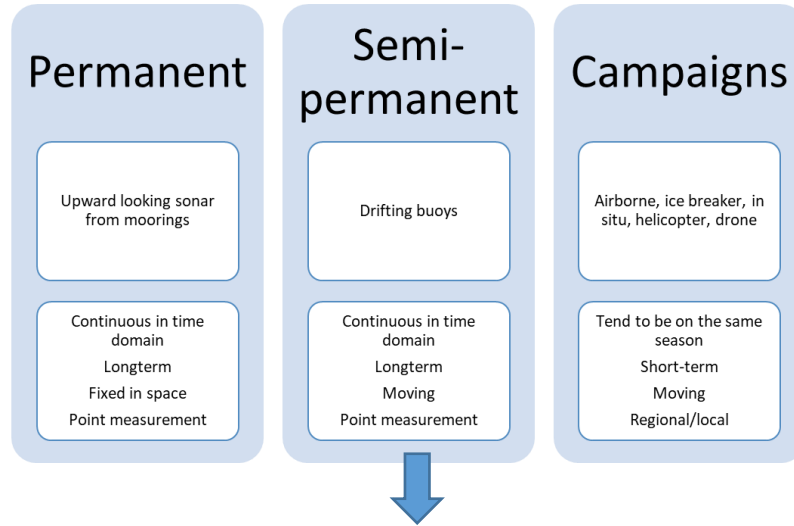 Permanent
Upward looking sonar
from moorings
Continuous in time
domain
Longterm
Fixed in space
Point measurement
Semi-
permanent
Drifting buoys
Continuous in time
domain
Longterm
Moving
Point measurement
Campaigns
Airborne, ice breaker, in
situ, helicopter, drone
Tend to be on the same
season
Short-term
Moving
Regional/local